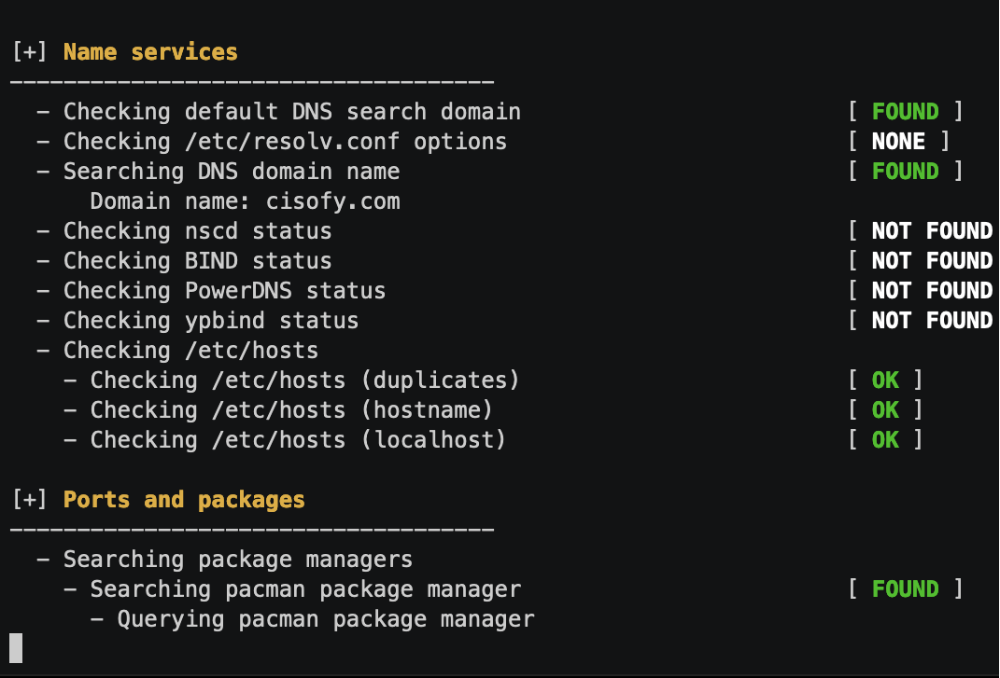 [+] Name services
------------------------------------
- Checking default DNS search domain [ FOUND ]
- Checking /etc/resolv.conf options [ NONE ]
- Searching DNS domain name [ FOUND ]
Domain name: cisofy.com
- Checking nscd status [ NOT FOUND
- Checking BIND status [ NOT FOUND
- Checking PowerDNS status [ NOT FOUND
- Checking ypbind status [ NOT FOUND
- Checking /etc/hosts
- Checking /etc/hosts (duplicates) [ OK ]
- Checking /etc/hosts (hostname) [ OK ]
- Checking /etc/hosts (localhost) [ OK ]
[+] Ports and packages
------------------------------------
- Searching package managers
- Searching pacman package manager [ FOUND ]
- Querying pacman package manager